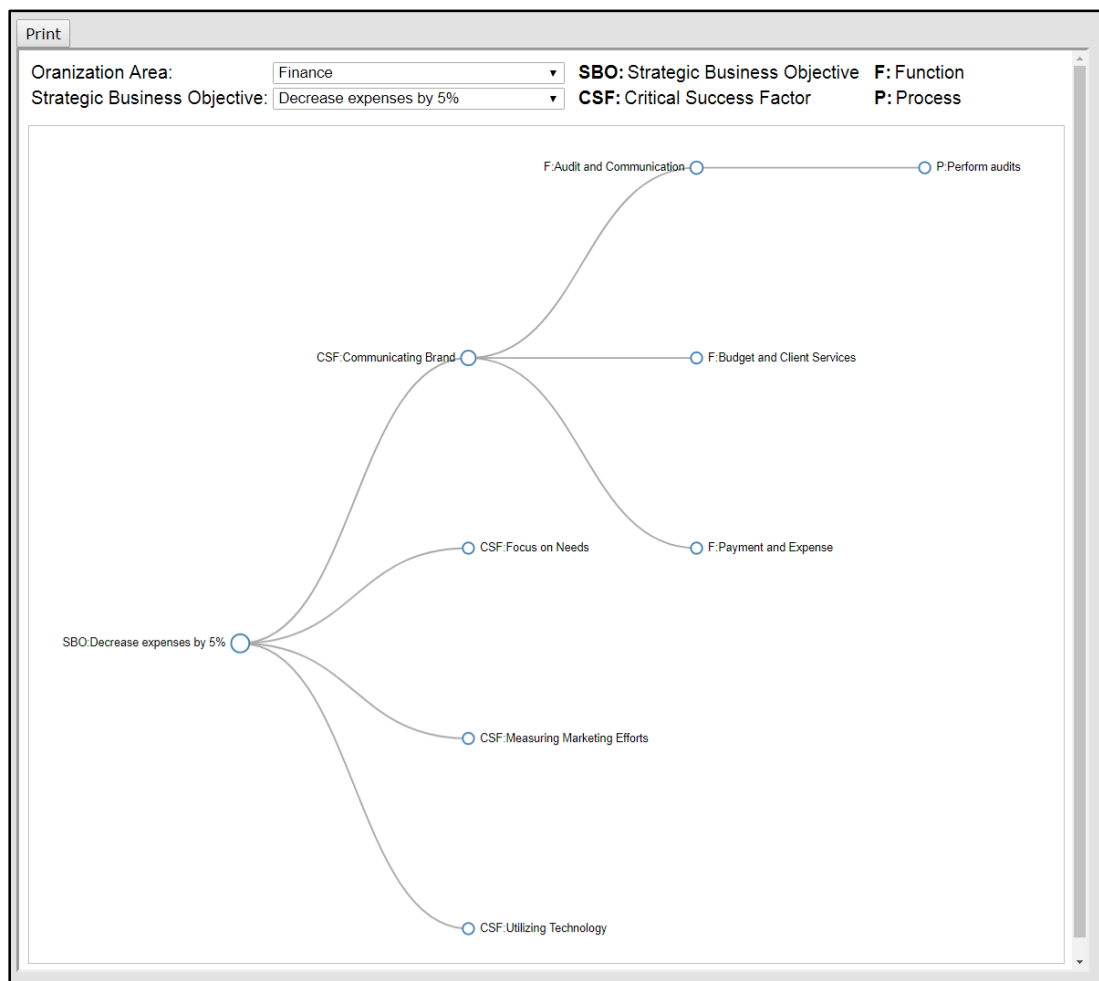 Print
Oranization Area: Finance SBO: Strategic Business Objective F: Function
Strategic Business Objective: Decrease expenses by 5% CSF: Critical Success Factor P: Process
F:Audit and Communication P:Perform audits
CSF:Communicating Brand F:Budget and Client Services
CSF:Focus on Needs F:Payment and Expense
SBO:Decrease expenses by 5%
CSF:Measuring Marketing Efforts
CSF:Utilizing Technology